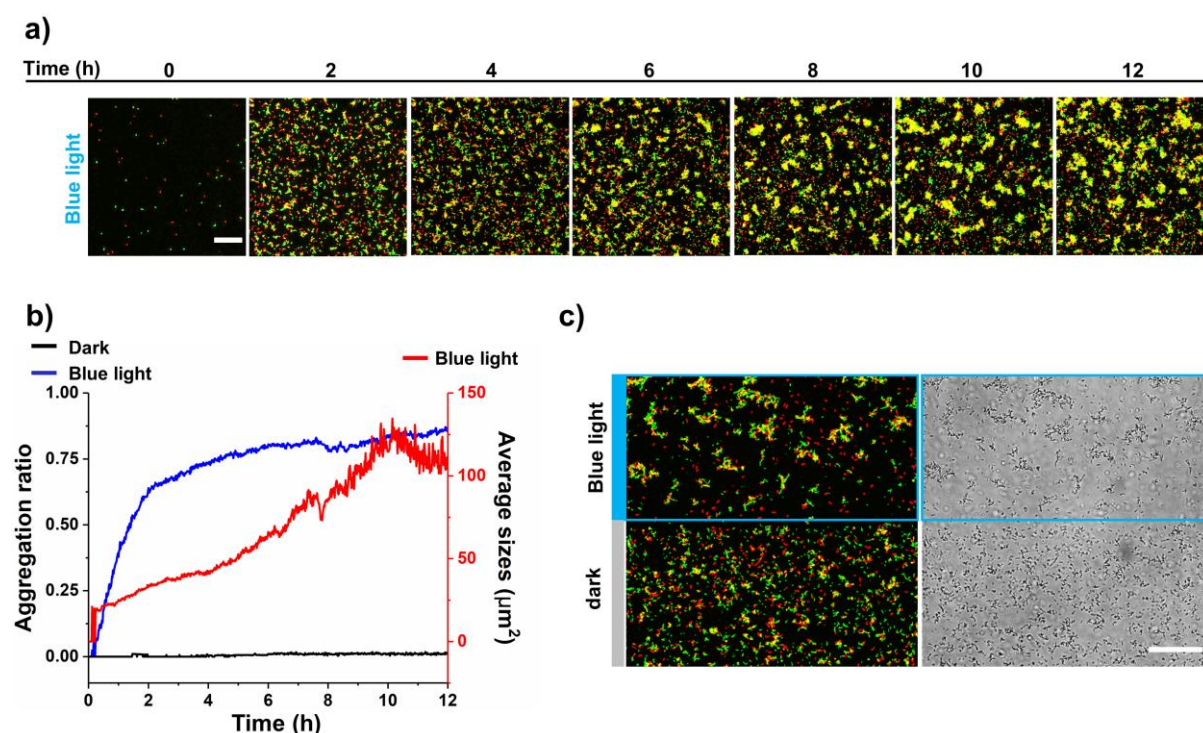 a)
Time (h) 0 2 4 6 8 10 12
Blue light
b)
Dark
Blue light
Blue light
1.00
0.75
0.50
0.25
0.00
Aggregation ratio
150
100
50
0
Average sizes (μm²)
0 2 4 6 8 10 12
Time (h)
c)
Blue light
dark